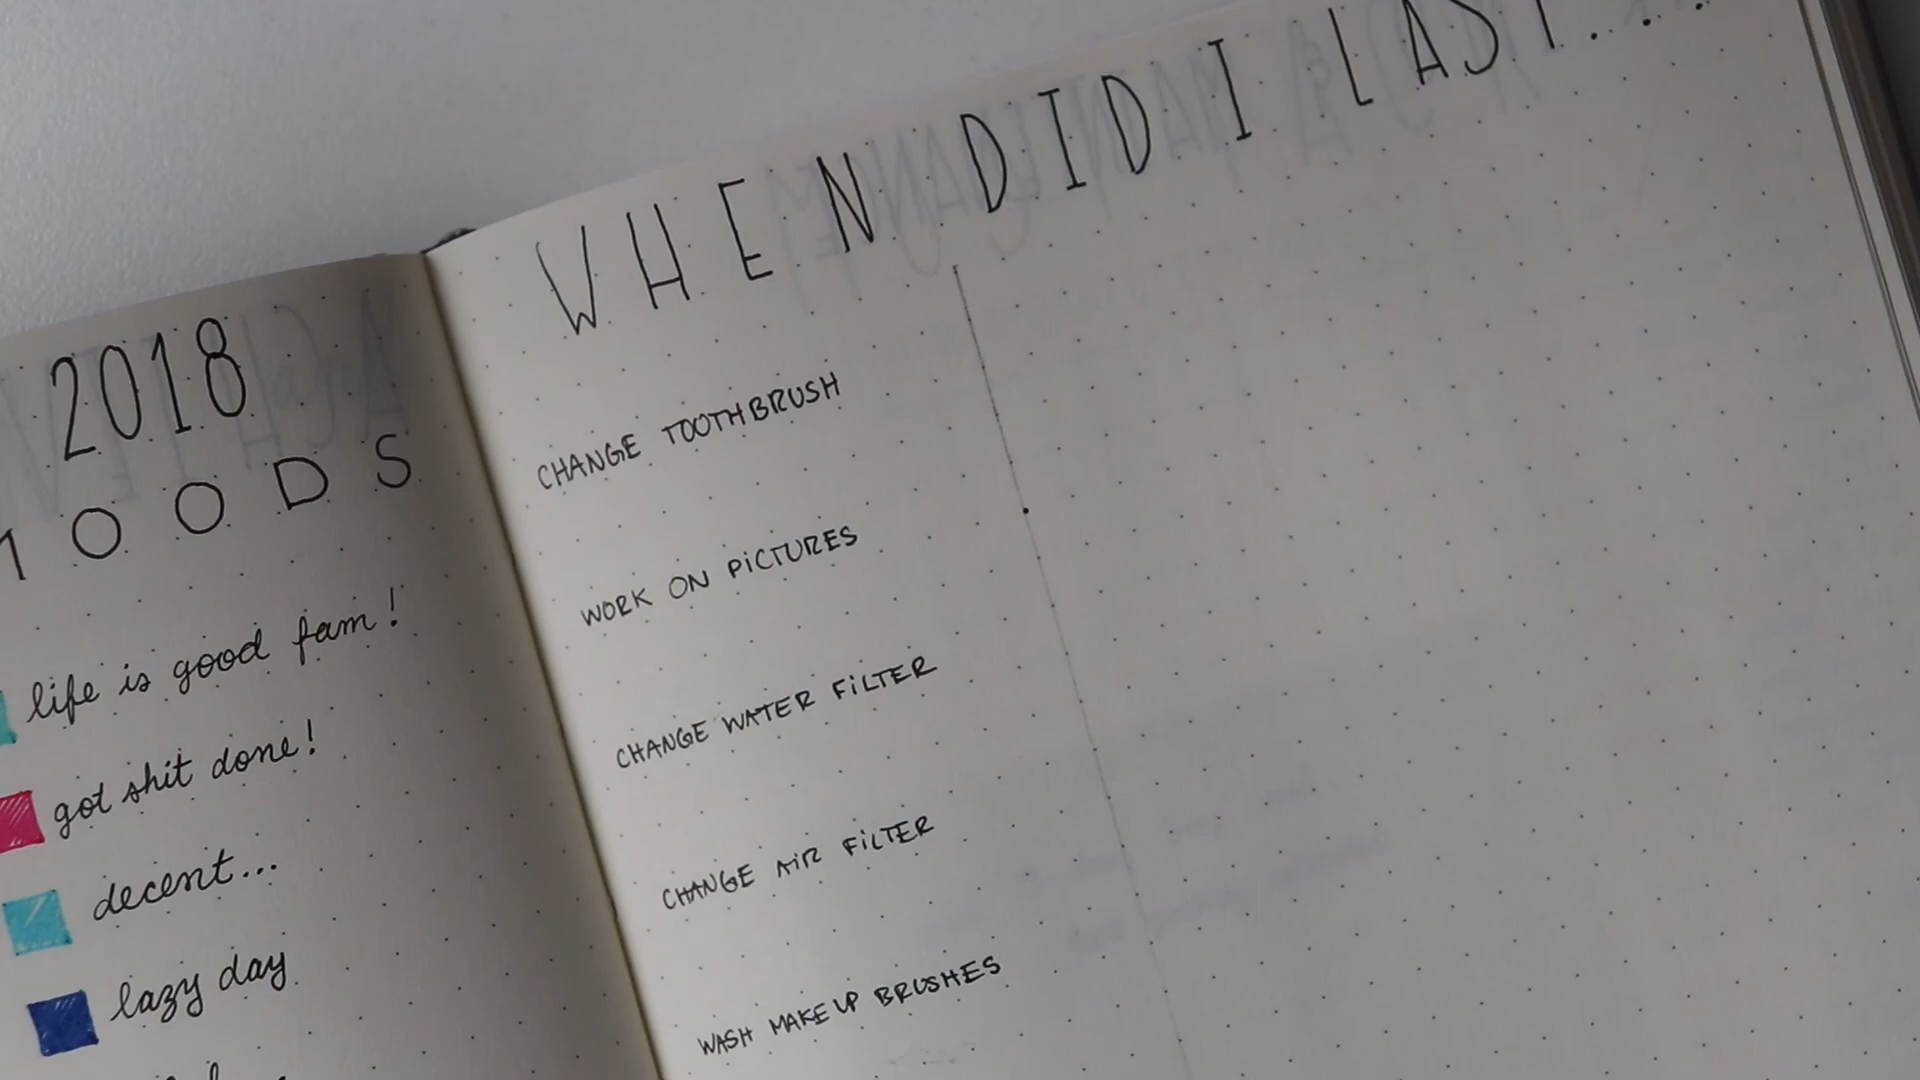 2018
MOODS
life is good fam!
got shit done!
decent...
lazy day
WHEN DID I LAST...
CHANGE TOOTHBRUSH
WORK ON PICTURES
CHANGE WATER FILTER
CHANGE AIR FILTER
WASH MAKE UP BRUSHES